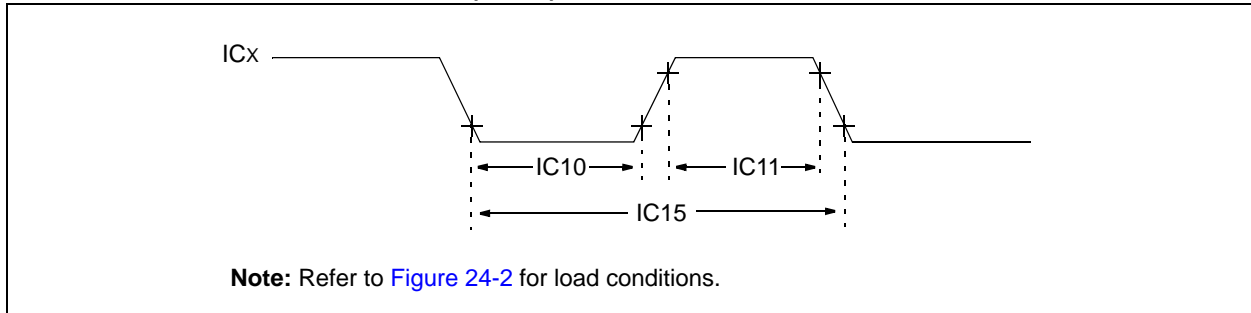 ICx
IC10
IC11
IC15
Note: Refer to Figure 24-2 for load conditions.